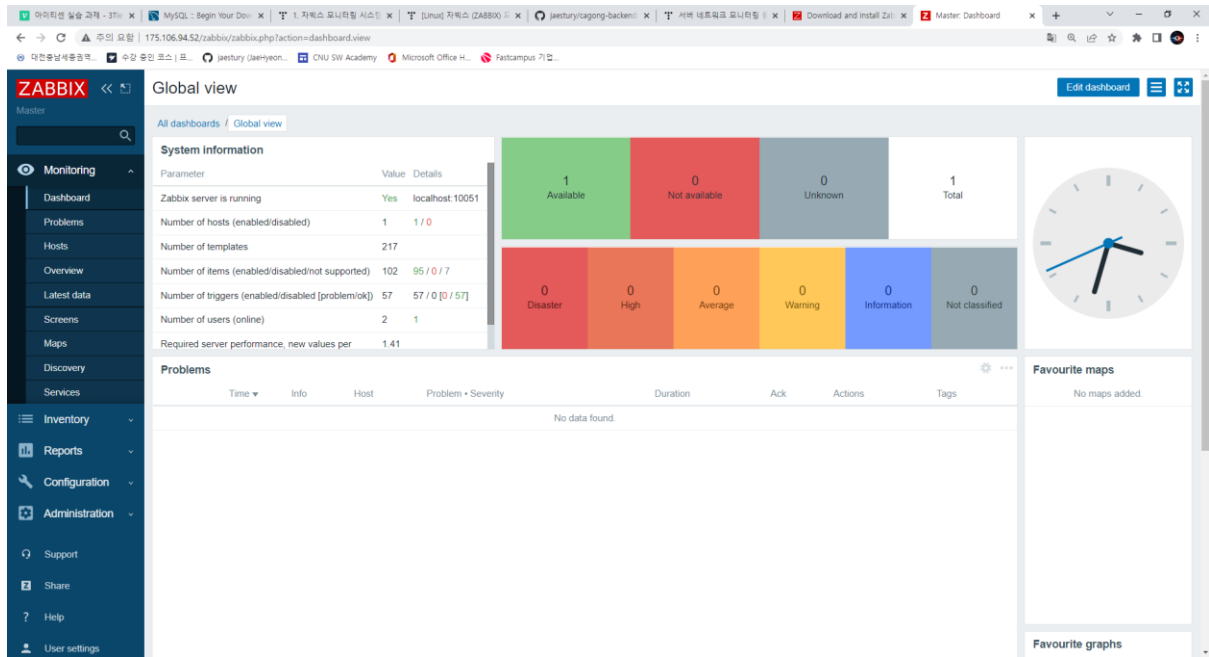 아이티센 실습 과제 - 3Tie
MySQL :: Begin Your Dow
1. 자빅스 모니터링 시스템
[Linux] 자빅스 (ZABBIX) 모
jaestury/cagong-backend:
서버 네트워크 모니터링
Download and install Zab
Master: Dashboard
주의 요함
175.106.94.52/zabbix/zabbix.php?action=dashboard.view
대전충남세종권역...
수강 중인 코스 | 프...
jaestury (JaeHyeon...
CNU SW Academy
Microsoft Office H...
Fastcampus 기업...
ZABBIX
Master
Monitoring
Dashboard
Problems
Hosts
Overview
Latest data
Screens
Maps
Discovery
Services
Inventory
Reports
Configuration
Administration
Support
Share
Help
User settings
Global view
Edit dashboard
All dashboards / Global view
System information
Parameter Value Details
Zabbix server is running Yes localhost:10051
Number of hosts (enabled/disabled) 1 1 / 0
Number of templates 217
Number of items (enabled/disabled/not supported) 102 95 / 0 / 7
Number of triggers (enabled/disabled [problem/ok]) 57 57 / 0 [0 / 57]
Number of users (online) 2 1
Required server performance, new values per 1.41
1 0 0 1
Available Not available Unknown Total
0 0 0 0 0 0
Disaster High Average Warning Information Not classified
Problems
Time Info Host Problem • Severity Duration Ack Actions Tags
No data found.
Favourite maps
No maps added.
Favourite graphs